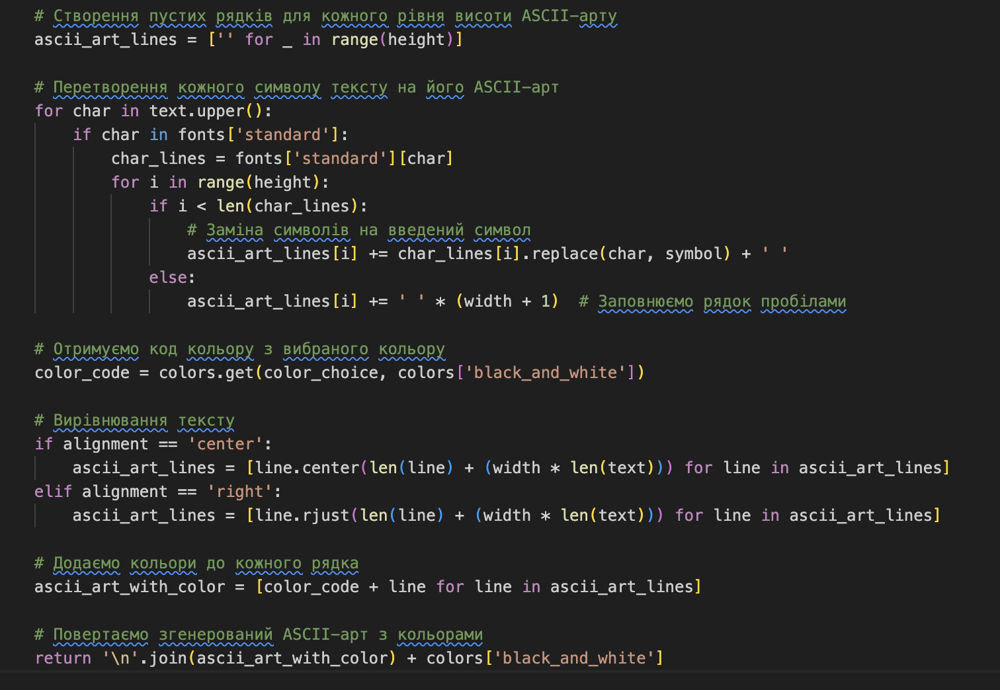 # Створення пустих рядків для кожного рівня висоти ASCII-арту
ascii_art_lines = ['' for _ in range(height)]
# Перетворення кожного символу тексту на його ASCII-арт
for char in text.upper():
if char in fonts['standard']:
char_lines = fonts['standard'][char]
for i in range(height):
if i < len(char_lines):
# Заміна символів на введений символ
ascii_art_lines[i] += char_lines[i].replace(char, symbol) + ' '
else:
ascii_art_lines[i] += ' ' * (width + 1)  # Заповнюємо рядок пробілами
# Отримуємо код кольору з вибраного кольору
color_code = colors.get(color_choice, colors['black_and_white'])
# Вирівнювання тексту
if alignment == 'center':
ascii_art_lines = [line.center(len(line) + (width * len(text))) for line in ascii_art_lines]
elif alignment == 'right':
ascii_art_lines = [line.rjust(len(line) + (width * len(text))) for line in ascii_art_lines]
# Додаємо кольори до кожного рядка
ascii_art_with_color = [color_code + line for line in ascii_art_lines]
# Повертаємо згенерований ASCII-арт з кольорами
return '\n'.join(ascii_art_with_color) + colors['black_and_white']